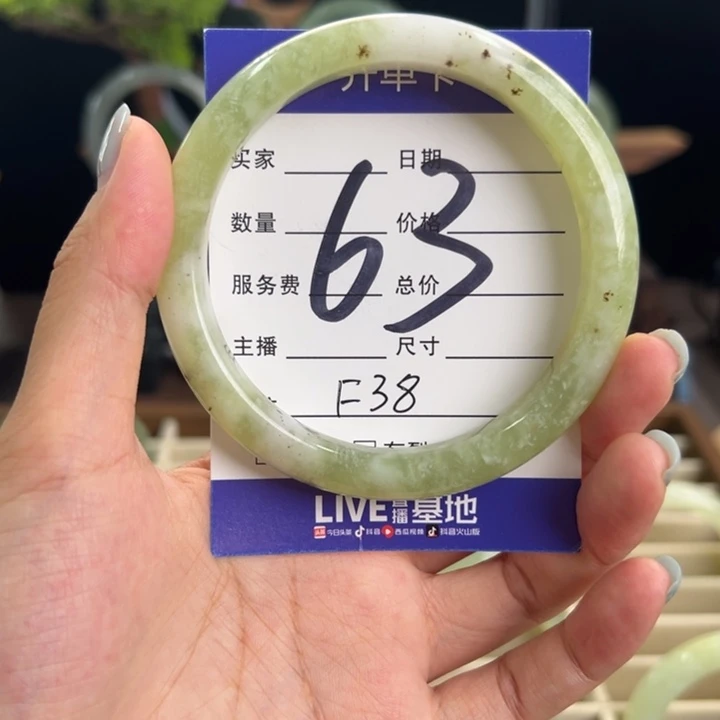 开单卡
买家 日期
63
数量 价格
服务费 总价
主播 尺寸
F38
LIVE直播基地
今日头条 抖音 西瓜视频 抖音火山版